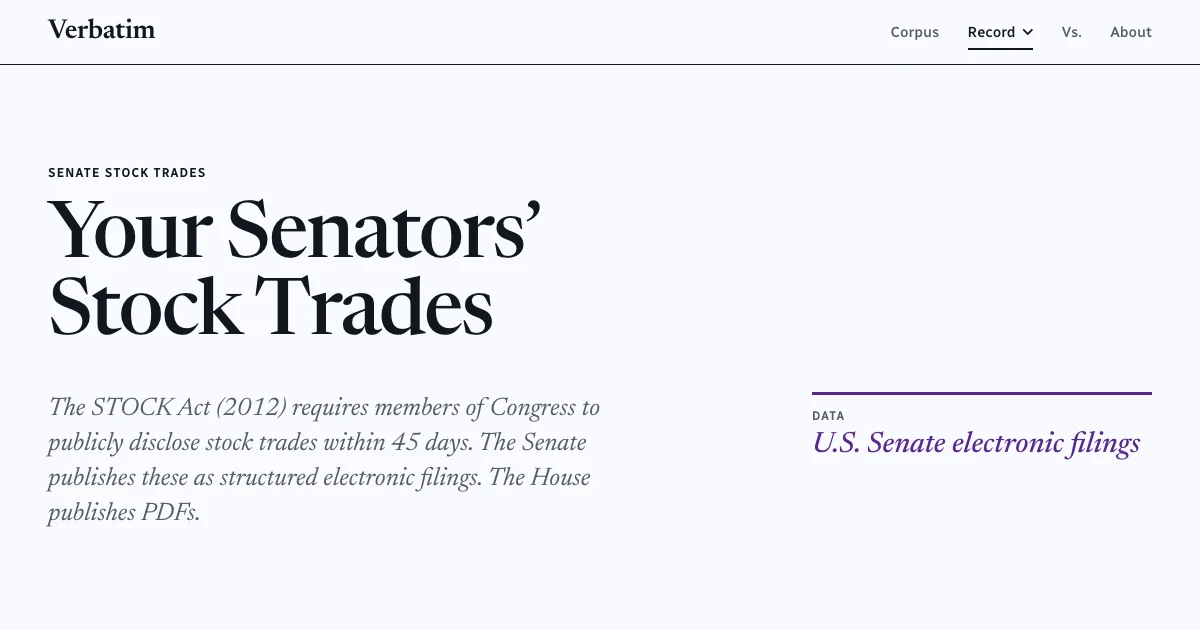 Verbatim
Corpus
Record
Vs.
About
SENATE STOCK TRADES
Your Senators’
Stock Trades
The STOCK Act (2012) requires members of Congress to
publicly disclose stock trades within 45 days. The Senate
publishes these as structured electronic filings. The House
publishes PDFs.
DATA
U.S. Senate electronic filings